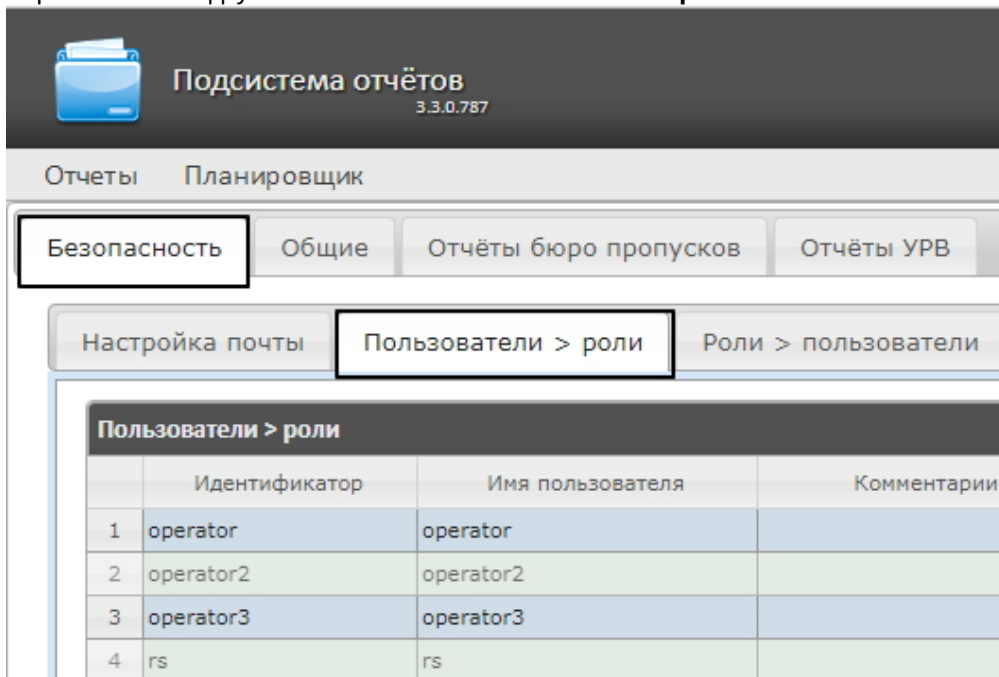 Подсистема отчётов
3.3.0.787
Отчеты Планировщик
Безопасность Общие Отчёты бюро пропусков Отчёты УРВ
Настройка почты Пользователи > роли Роли > пользователи
Пользователи > роли
Идентификатор Имя пользователя Комментарии
1 operator operator
2 operator2 operator2
3 operator3 operator3
4 rs rs